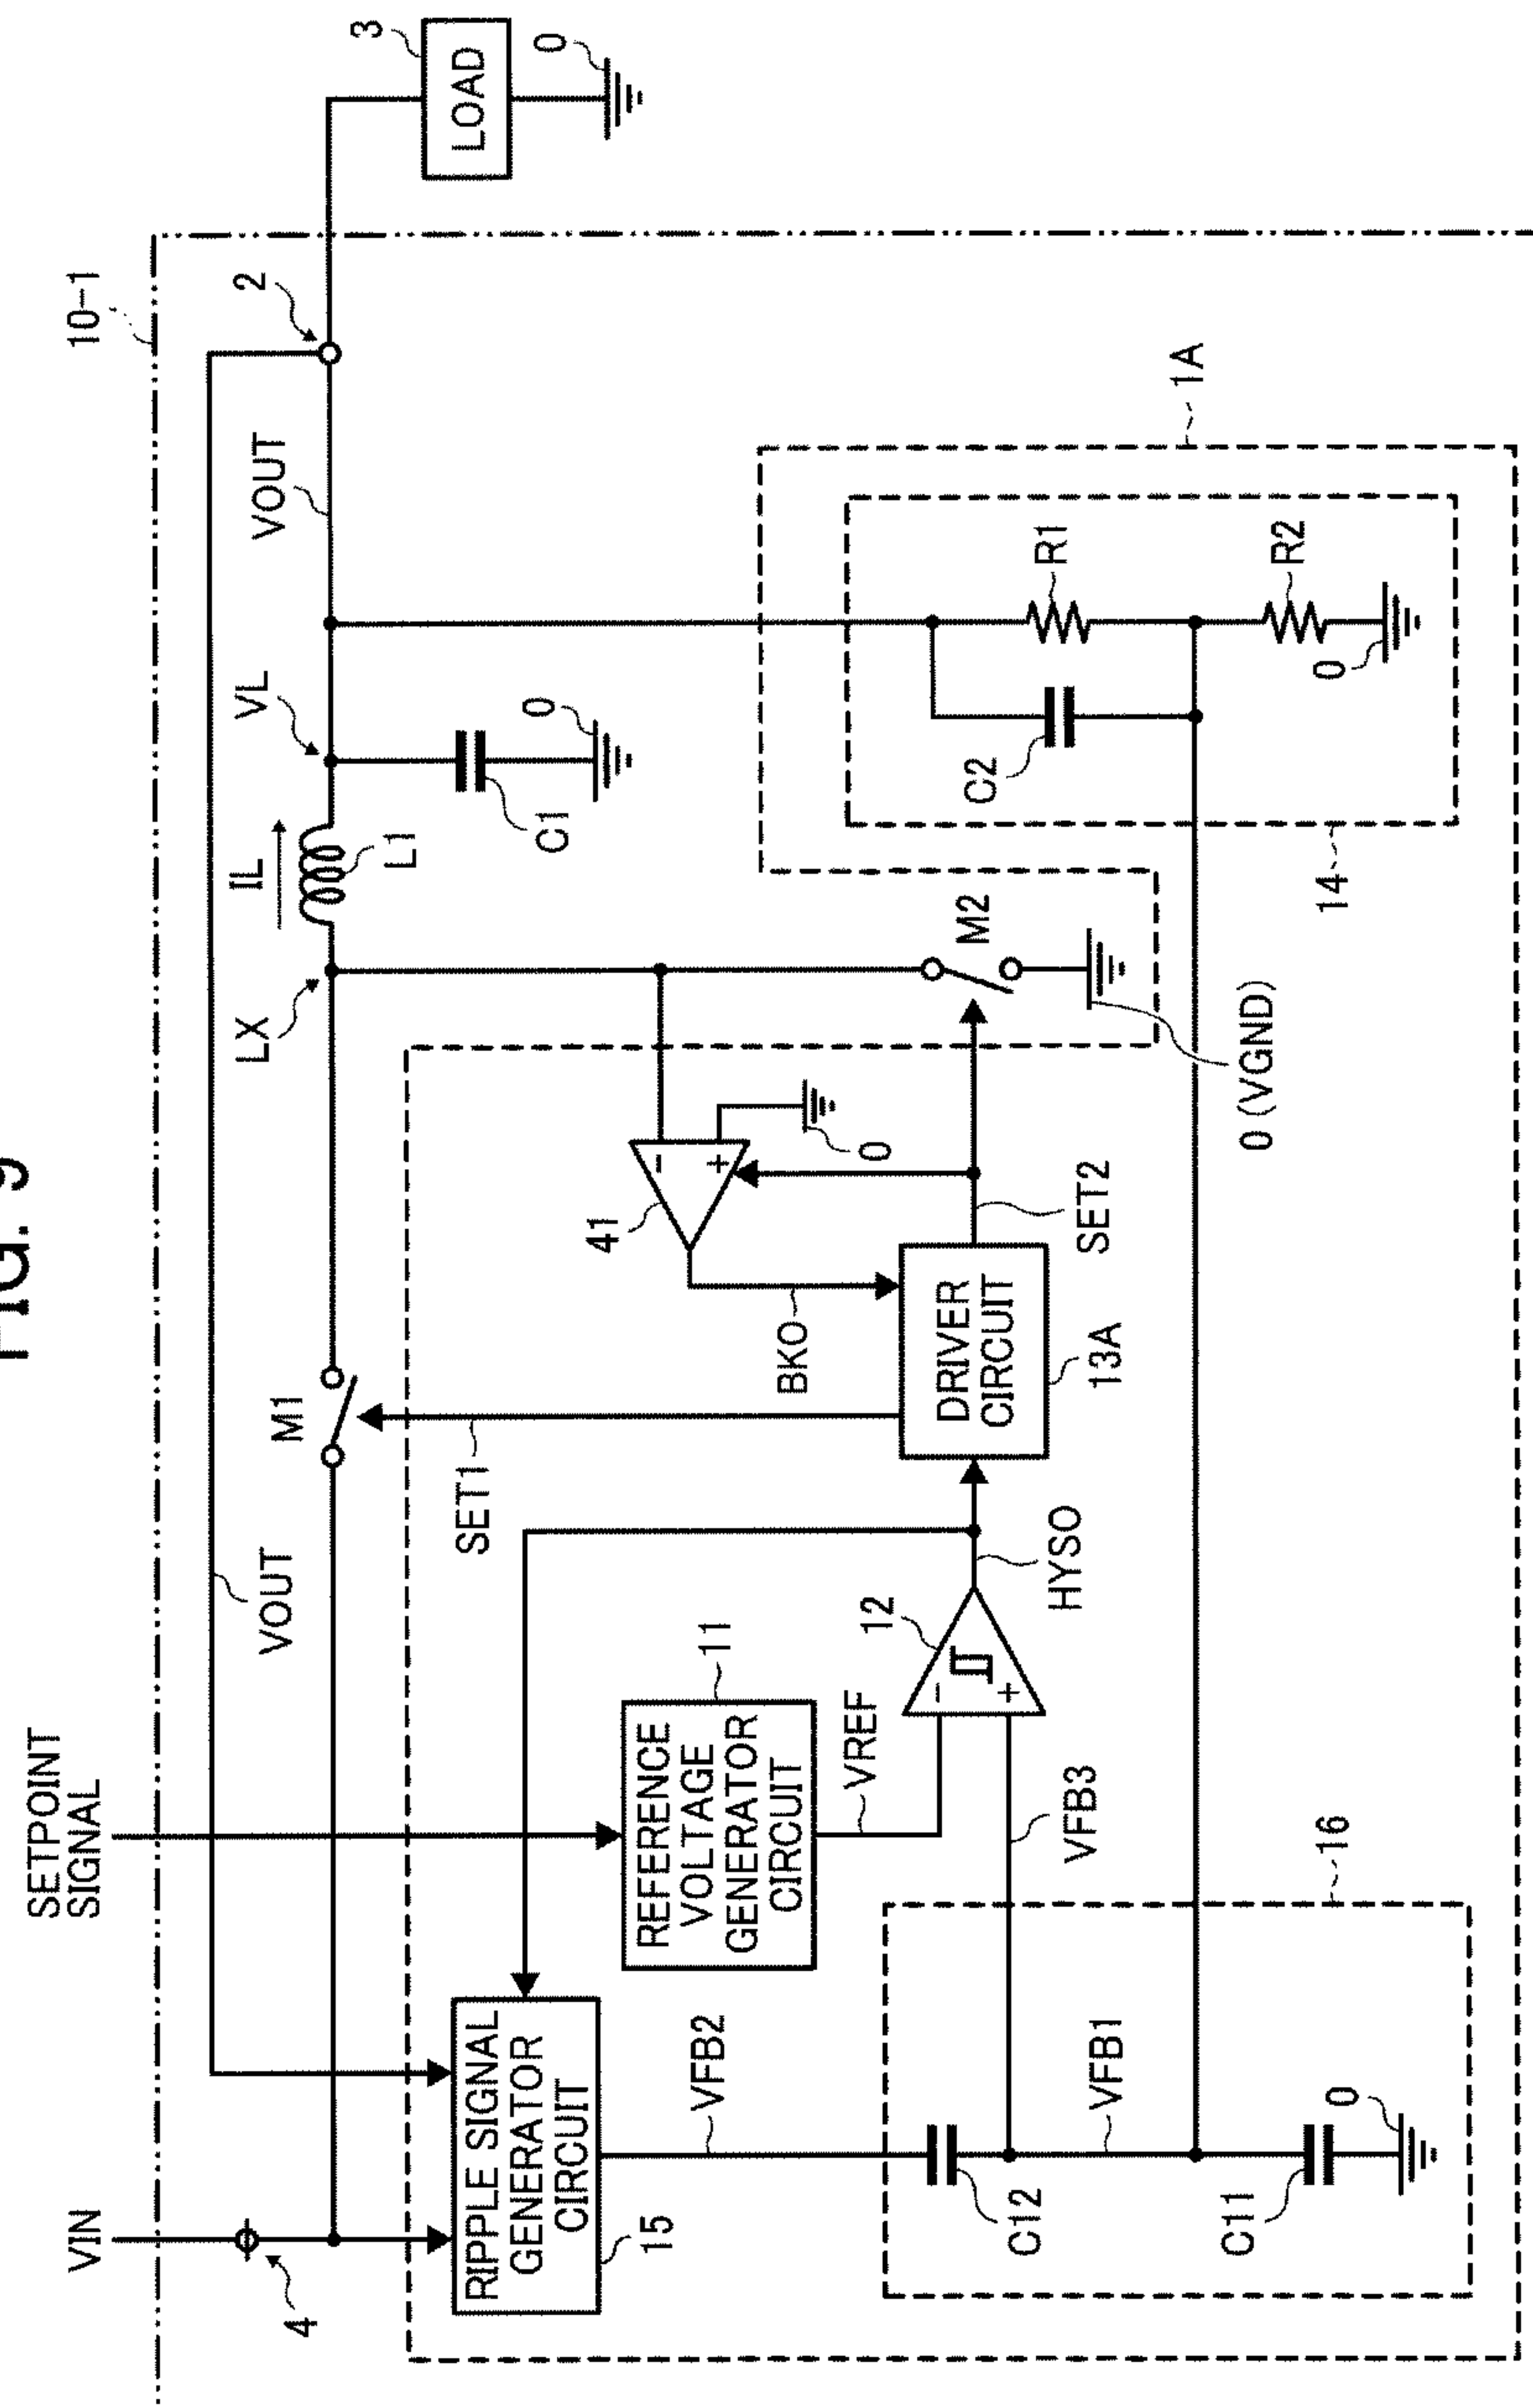 FIG. 9
10-1
SETPOINT
SIGNAL
VIN
4
VOUT
M1
LX
IL
L1
VL
VOUT
2
3
LOAD
0
C1
0
RIPPLE SIGNAL
GENERATOR
CIRCUIT
15
REFERENCE
VOLTAGE
GENERATOR
CIRCUIT
11
SET1
BKO
41
-
+
0
M2
0 (VGND)
1A
VFB2
VREF
12
-
+
HYSO
DRIVER
CIRCUIT
13A
SET2
C2
R1
R2
0
14
C12
VFB3
VFB1
C11
0
16